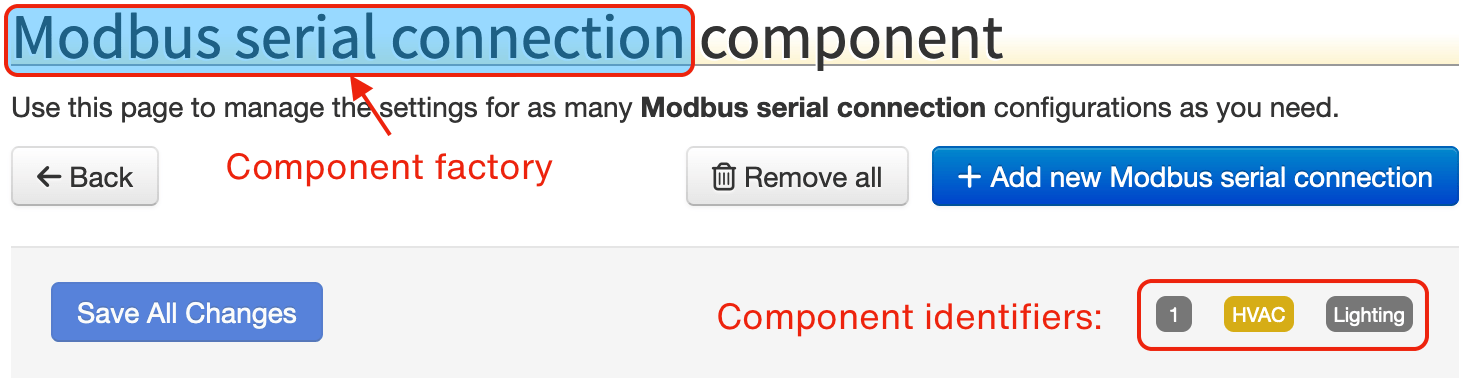 Modbus serial connection component
Use this page to manage the settings for as many Modbus serial connection configurations as you need.
Back
Component factory
Remove all
Add new Modbus serial connection
Save All Changes
Component identifiers:
1
HVAC
Lighting